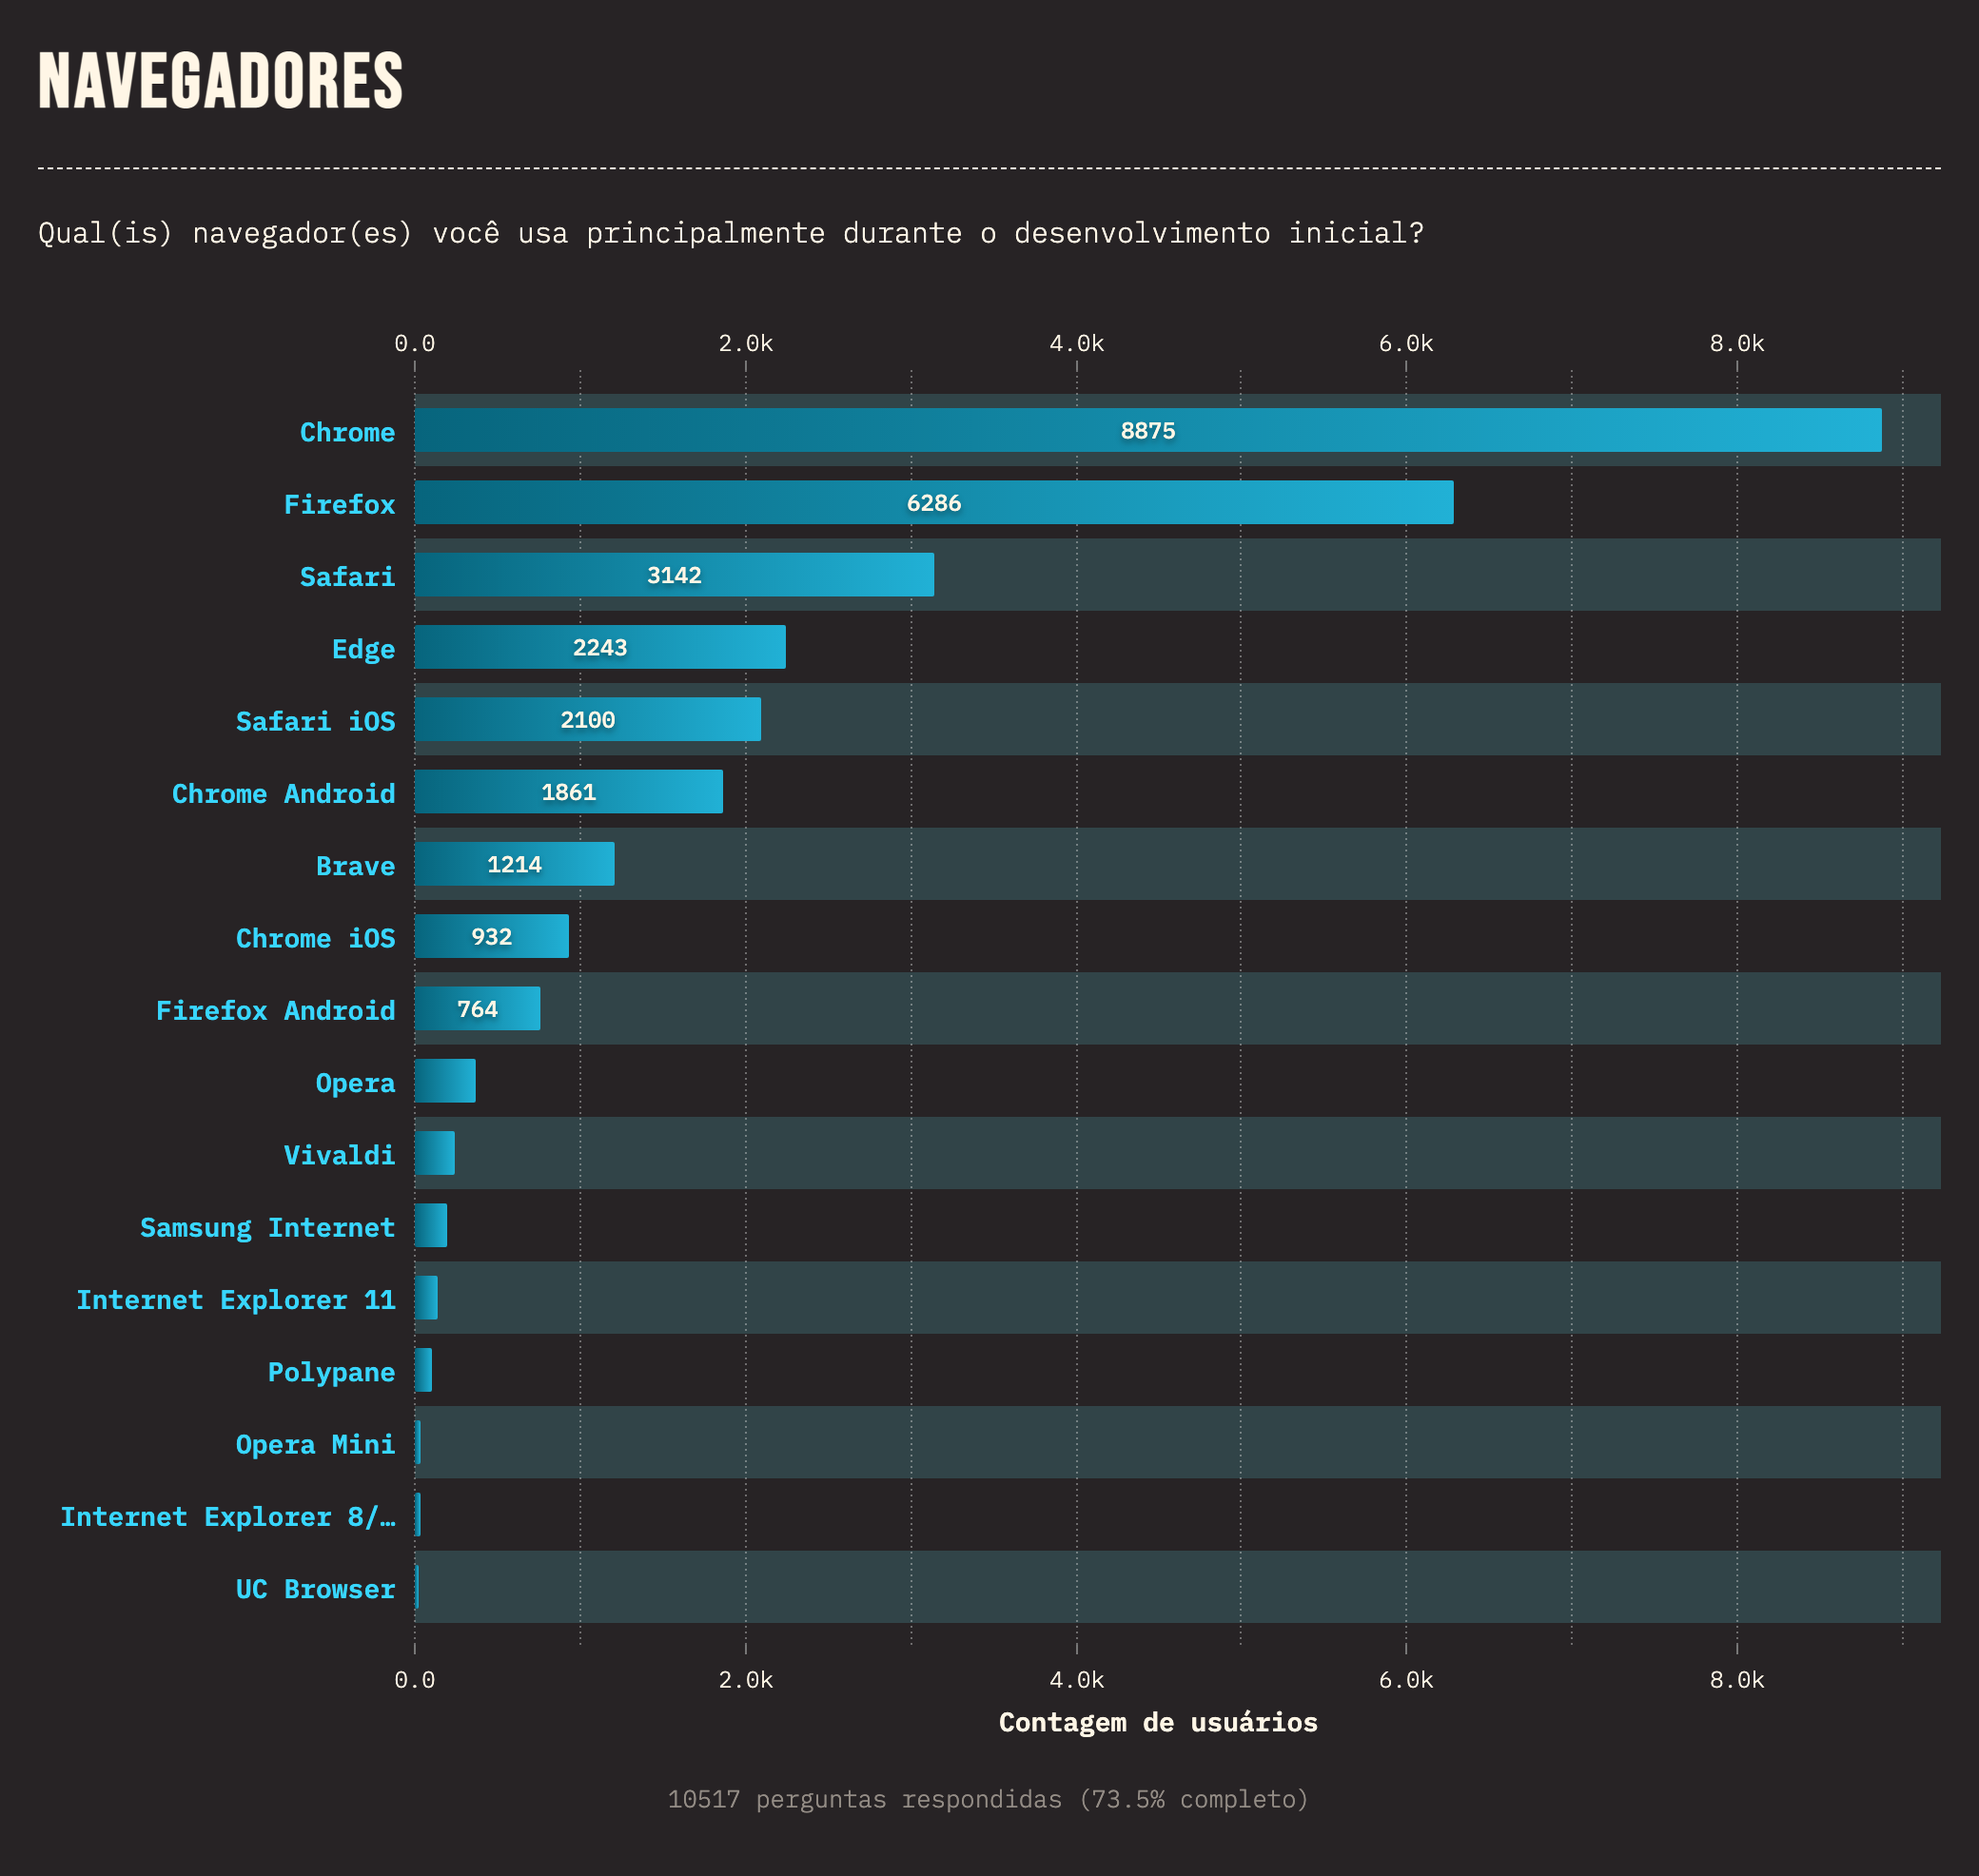 NAVEGADORES
Qual(is) navegador(es) você usa principalmente durante o desenvolvimento inicial?
0.0 2.0k 4.0k 6.0k 8.0k
Chrome 8875
Firefox 6286
Safari 3142
Edge 2243
Safari iOS 2100
Chrome Android 1861
Brave 1214
Chrome iOS 932
Firefox Android 764
Opera
Vivaldi
Samsung Internet
Internet Explorer 11
Polypane
Opera Mini
Internet Explorer 8/…
UC Browser
0.0 2.0k 4.0k 6.0k 8.0k
Contagem de usuários
10517 perguntas respondidas (73.5% completo)